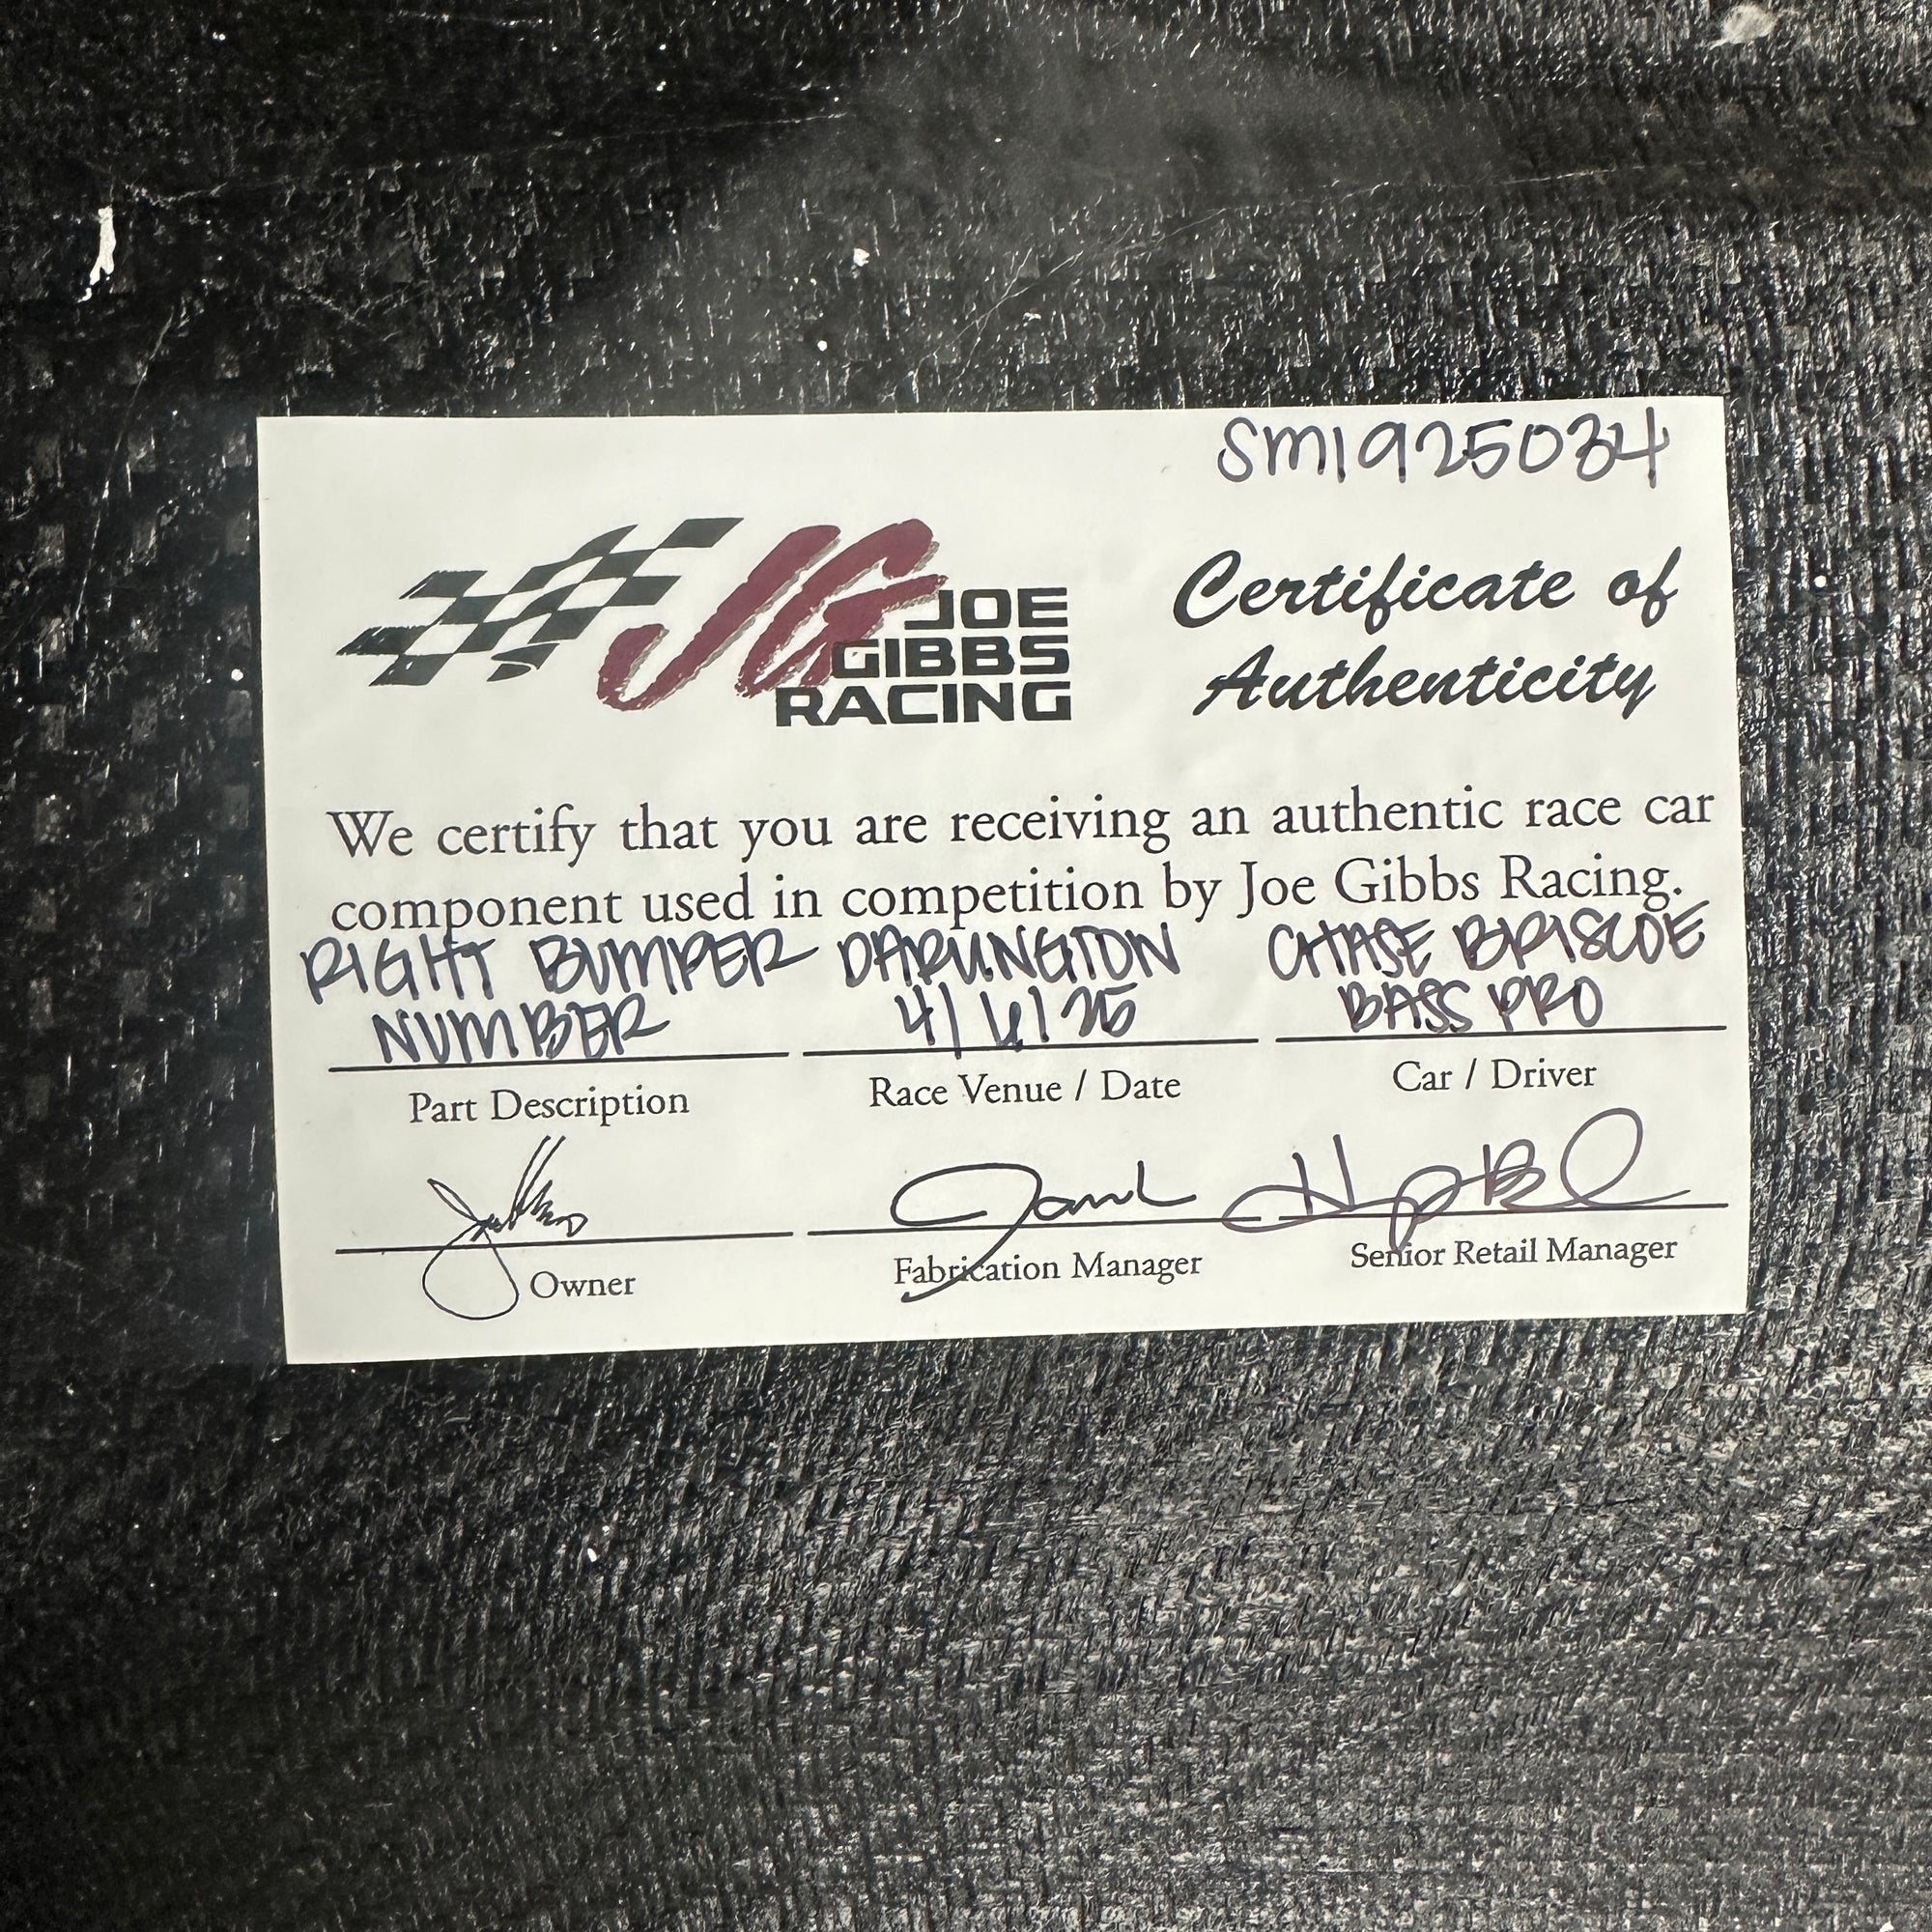 SM1925034
JG JOE
GIBBS
RACING
Certificate of
Authenticity
We certify that you are receiving an authentic race car
component used in competition by Joe Gibbs Racing.
RIGHT BUMPER
NUMBER
Part Description
DARLINGTON
4/6/25
Race Venue / Date
CHASE BRISCOE
BASS PRO
Car / Driver
Owner
Fabrication Manager
Senior Retail Manager